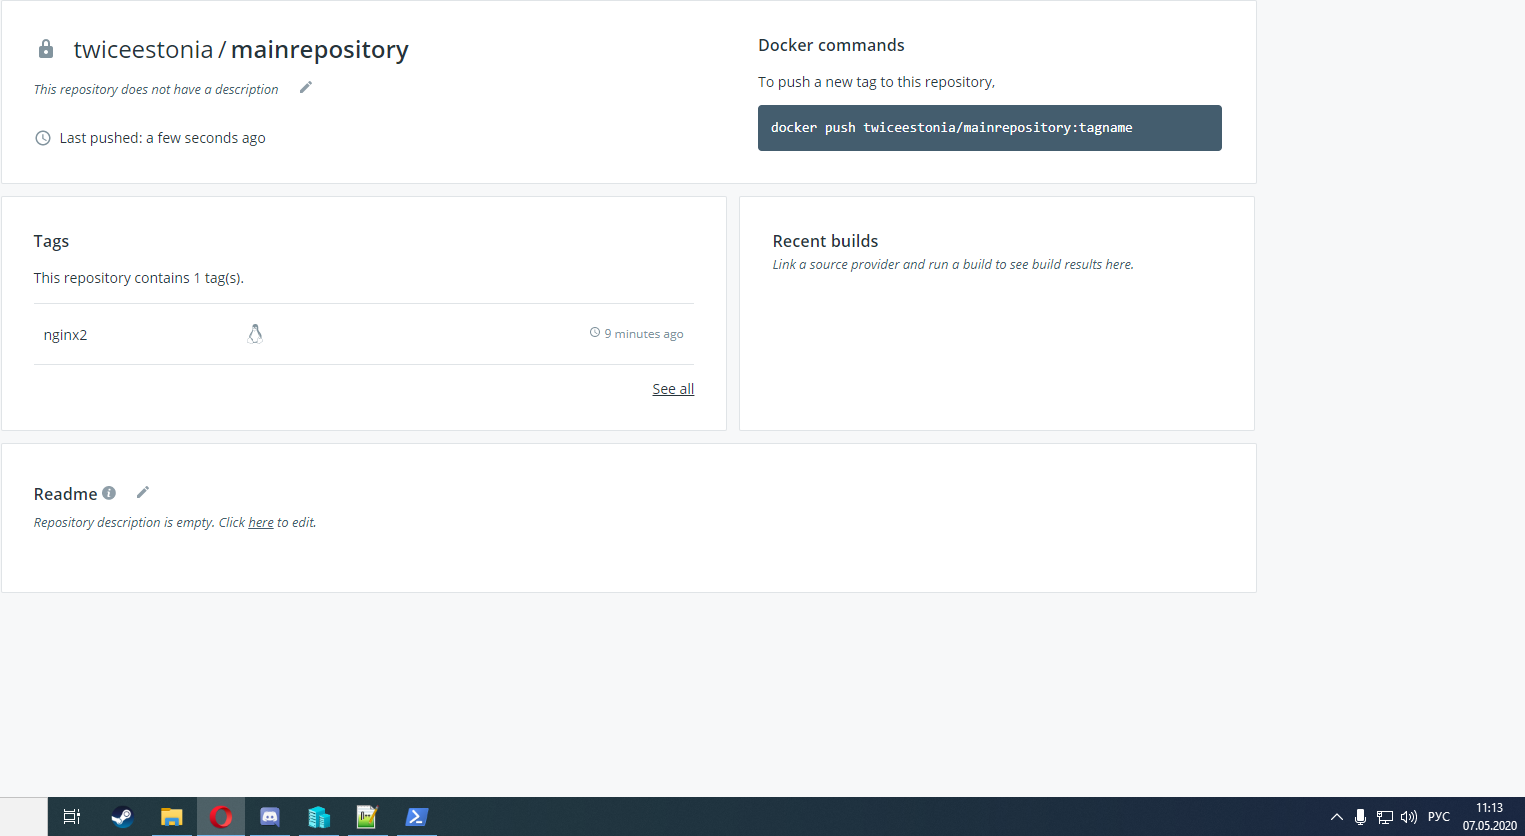 twiceestonia / mainrepository
This repository does not have a description
Last pushed: a few seconds ago
Docker commands
To push a new tag to this repository,
docker push twiceestonia/mainrepository:tagname
Tags
This repository contains 1 tag(s).
nginx2
9 minutes ago
See all
Recent builds
Link a source provider and run a build to see build results here.
Readme
Repository description is empty. Click here to edit.
РУС
11:13
07.05.2020